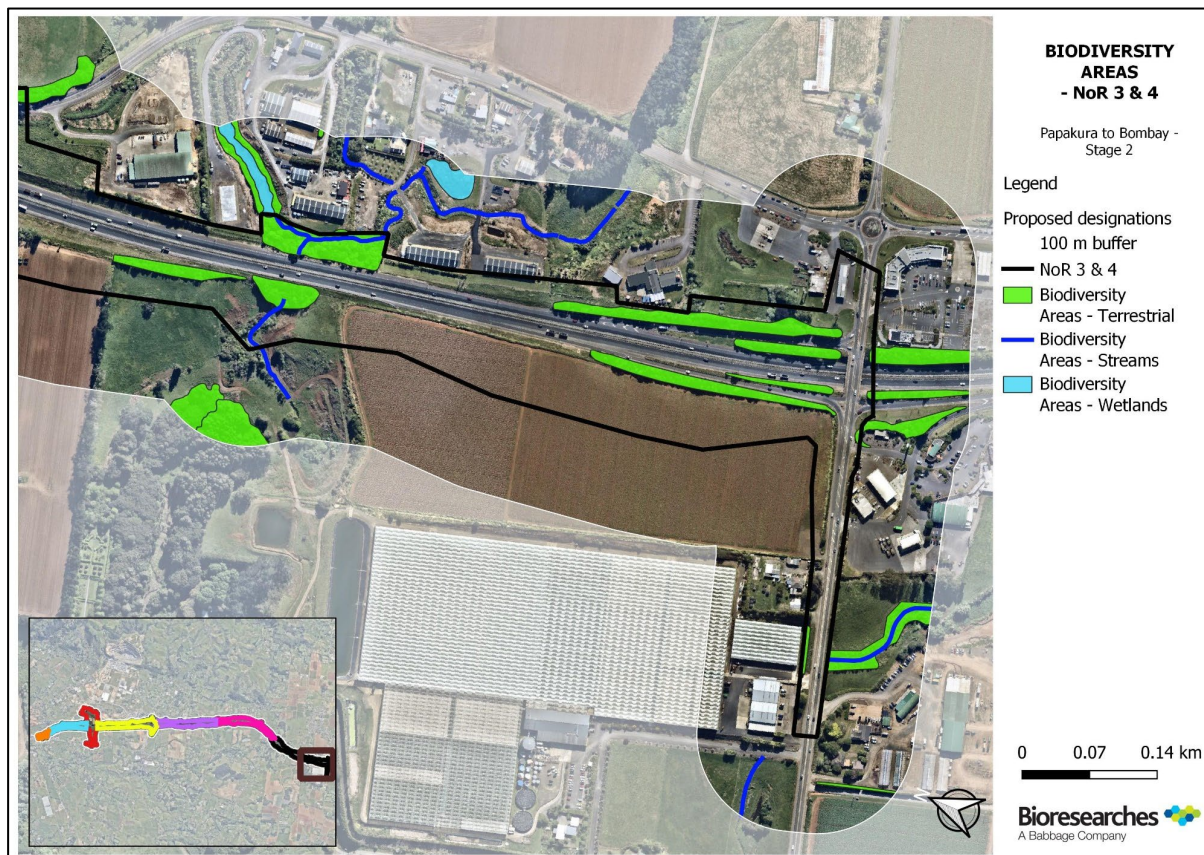 BIODIVERSITY
AREAS
- NoR 3 & 4
Papakura to Bombay -
Stage 2
Legend
Proposed designations
100 m buffer
NoR 3 & 4
Biodiversity
Areas - Terrestrial
Biodiversity
Areas - Streams
Biodiversity
Areas - Wetlands
0 0.07 0.14 km
Bioresearches
A Babbage Company